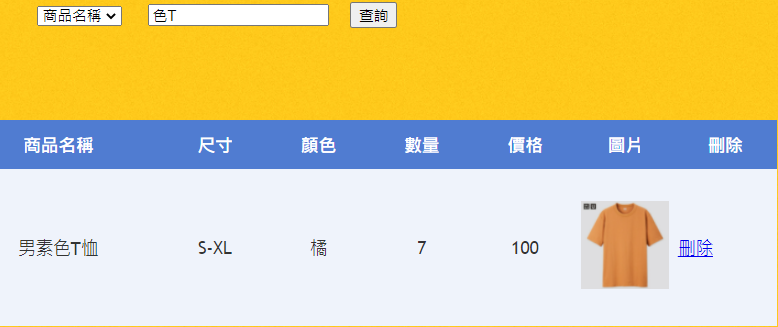 商品名稱 色T 查詢
商品名稱 尺寸 顏色 數量 價格 圖片 刪除
男素色T恤 S-XL 橘 7 100 刪除